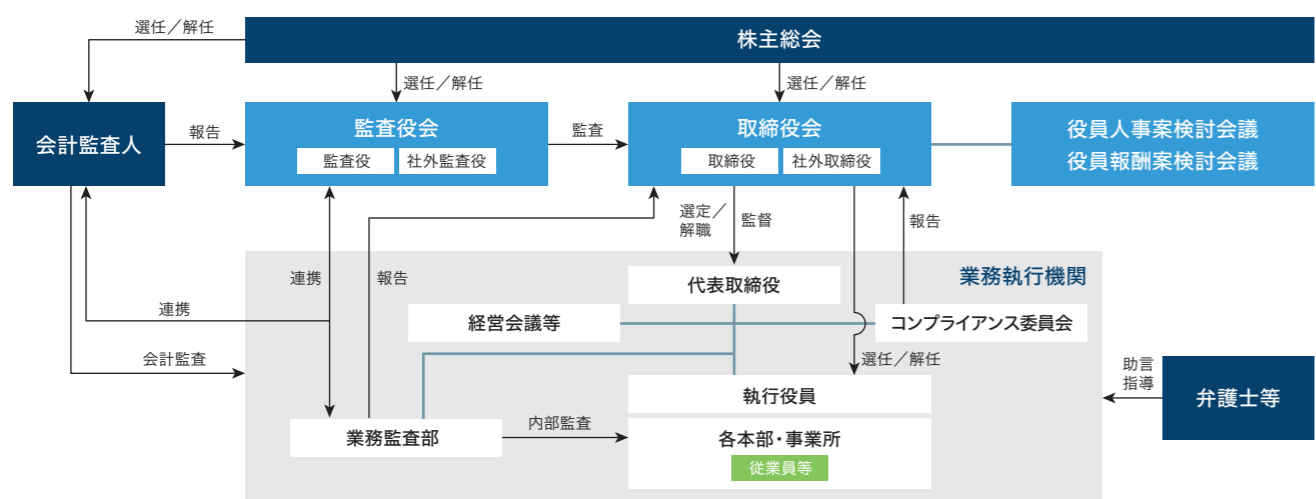 選任／解任
株主総会
選任／解任
選任／解任
会計監査人
報告
監査役会
監査役
社外監査役
監査
取締役会
取締役
社外取締役
役員人事案検討会議
役員報酬案検討会議
選定／
解職
監督
報告
連携
報告
業務執行機関
代表取締役
連携
経営会議等
コンプライアンス委員会
会計監査
選任／解任
助言
指導
弁護士等
執行役員
業務監査部
内部監査
各本部・事業所
従業員等